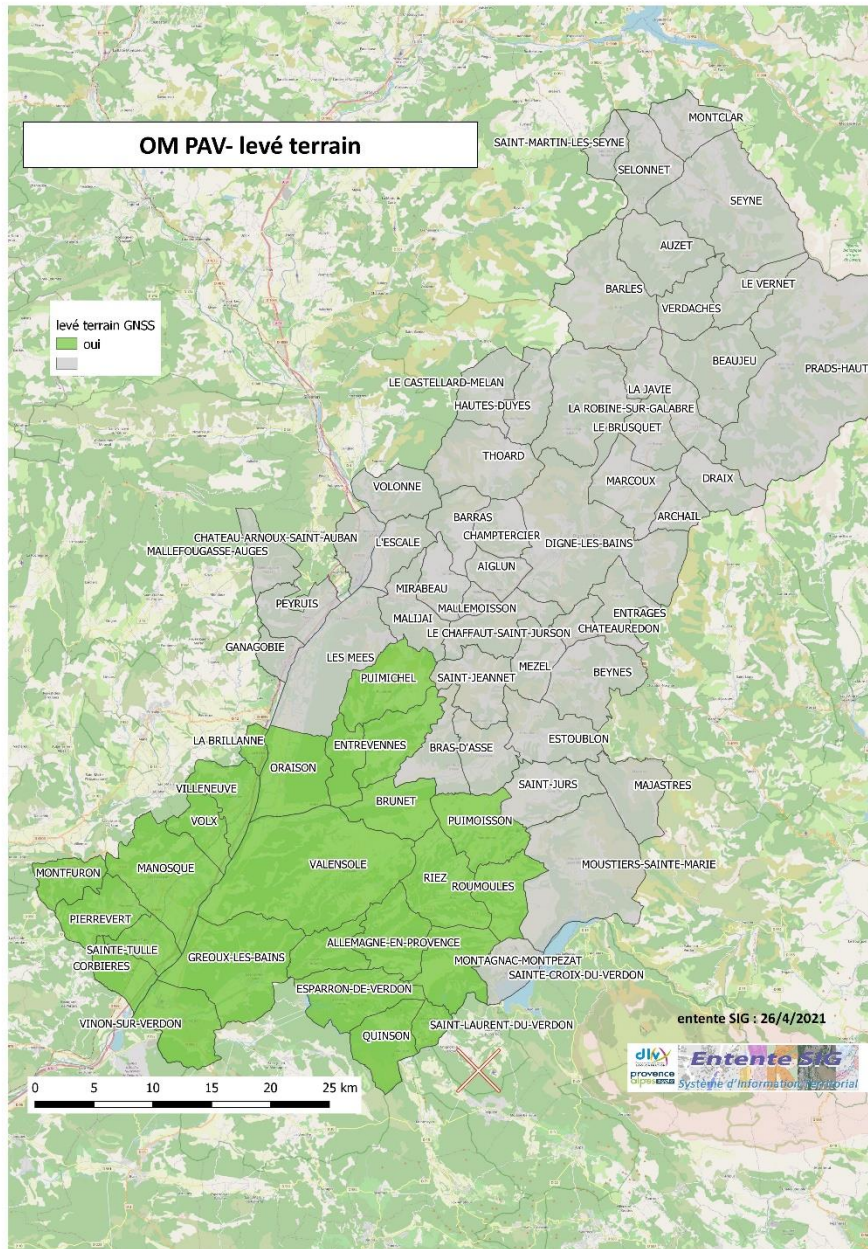 OM PAV- levé terrain
levé terrain GNSS
oui
MONTCLAR
SAINT-MARTIN-LES-SEYNE
SELONNET
SEYNE
AUZET
LE VERNET
BARLES
VERDACHES
BEAUJEU
PRADS-HAUT
LE CASTELLARD-MELAN
LA JAVIE
HAUTES-DUYES
LA ROBINE-SUR-GALABRE
LE BRUSQUET
THOARD
MARCOUX
DRAIX
VOLONNE
ARCHAIL
BARRAS
CHATEAU-ARNOUX-SAINT-AUBAN
L'ESCALE
CHAMPTERCIER
DIGNE-LES-BAINS
MALLEFOUGASSE-AUGES
AIGLUN
MIRABEAU
PEYRUIS
MALLEMOISSON
ENTRAGES
MALIJAI
CHATEAUREDON
LE CHAFFAUT-SAINT-JURSON
GANAGOBIE
LES MEES
MEZEL
BEYNES
PUIMICHEL
SAINT-JEANNET
LA BRILLANNE
ENTREVENNES
BRAS-D'ASSE
ESTOUBLON
ORAISON
VILLENEUVE
SAINT-JURS
MAJASTRES
BRUNET
VOLX
PUIMOISSON
MANOSQUE
VALENSOLE
MOUSTIERS-SAINTE-MARIE
MONTFURON
RIEZ
ROUMOULES
PIERREVERT
ALLEMAGNE-EN-PROVENCE
SAINTE-TULLE
GREOUX-LES-BAINS
MONTAGNAC-MONTPEZAT
CORBIERES
SAINTE-CROIX-DU-VERDON
ESPARRON-DE-VERDON
VINON-SUR-VERDON
SAINT-LAURENT-DU-VERDON
QUINSON
entente SIG : 26/4/2021
dlv
provence
alpes
Entente SIG
Système d'Information Territorial
0 5 10 15 20 25 km